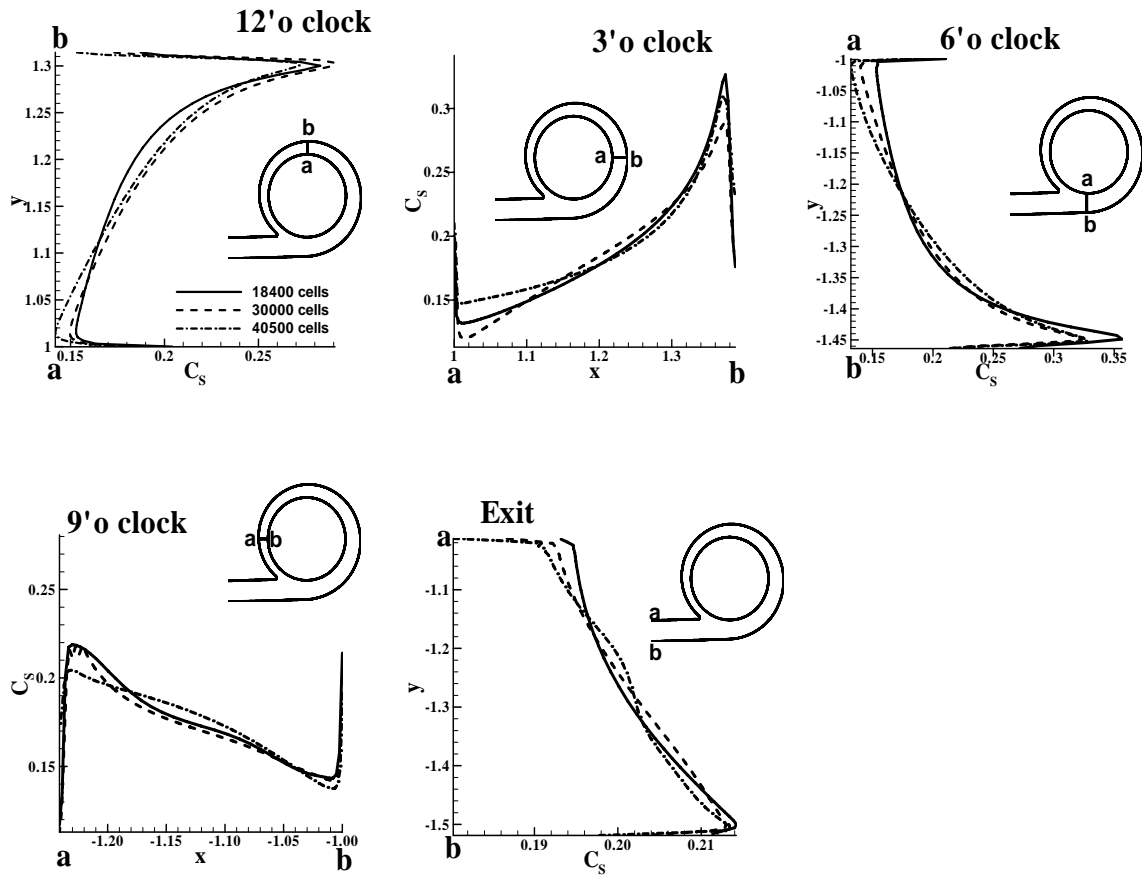 12'o clock
b
1.3
1.25
1.2
1.15
1.1
1.05
1
y
b
a
18400 cells
30000 cells
40500 cells
0.15
0.2
0.25
a
C_S
3'o clock
0.3
0.25
0.2
0.15
C_S
a
b
1
1.1
1.2
1.3
a
x
b
6'o clock
a
-1
-1.05
-1.1
-1.15
-1.2
-1.25
-1.3
-1.35
-1.4
-1.45
y
a
b
0.15
0.2
0.25
0.3
0.35
b
C_S
9'o clock
0.25
0.2
0.15
C_S
a
b
-1.20
-1.15
-1.10
-1.05
-1.00
a
x
b
Exit
a
-1.1
-1.2
-1.3
-1.4
-1.5
y
a
b
0.19
0.20
0.21
b
C_S